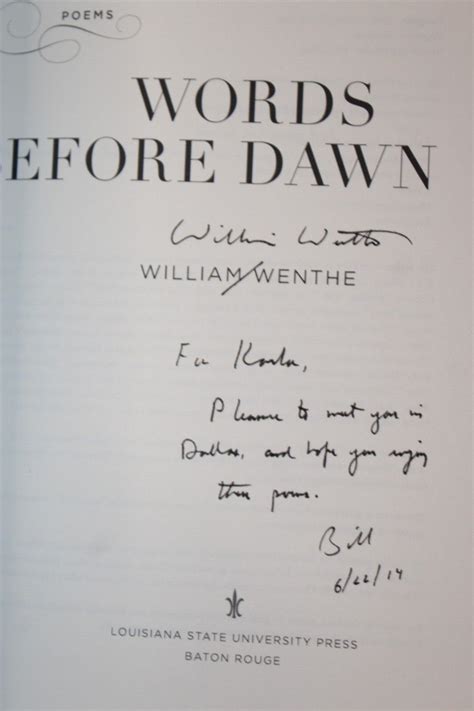 POEMS
WORDS
EFORE DAWN
William Wenthe
WILLIAM WENTHE
For Karla,
Pleasure to meet you in
Dallas, and hope you enjoy
these poems.
Bill
6/22/14
LOUISIANA STATE UNIVERSITY PRESS
BATON ROUGE